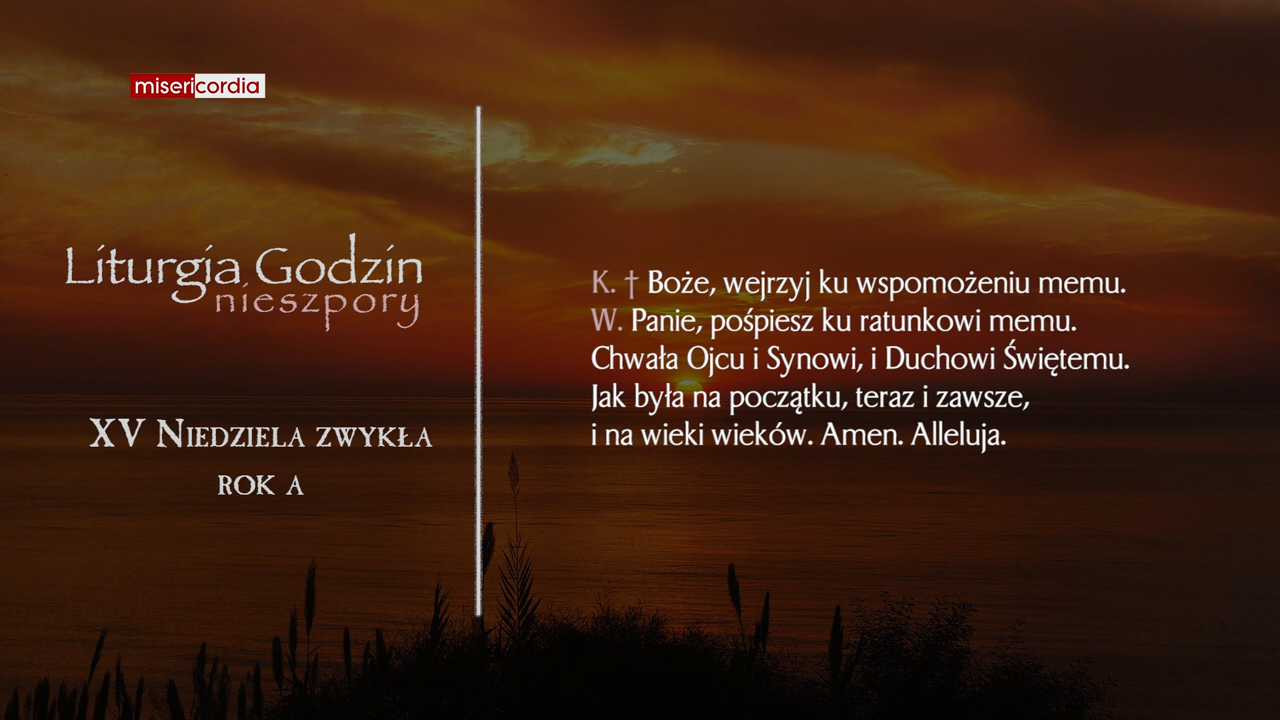 misericordia
Liturgia Godzin
nieszpory
XV Niedziela zwykła
rok A
K. † Boże, wejrzyj ku wspomożeniu memu.
W. Panie, pośpiesz ku ratunkowi memu.
Chwała Ojcu i Synowi, i Duchowi Świętemu.
Jak była na początku, teraz i zawsze,
i na wieki wieków. Amen. Alleluja.